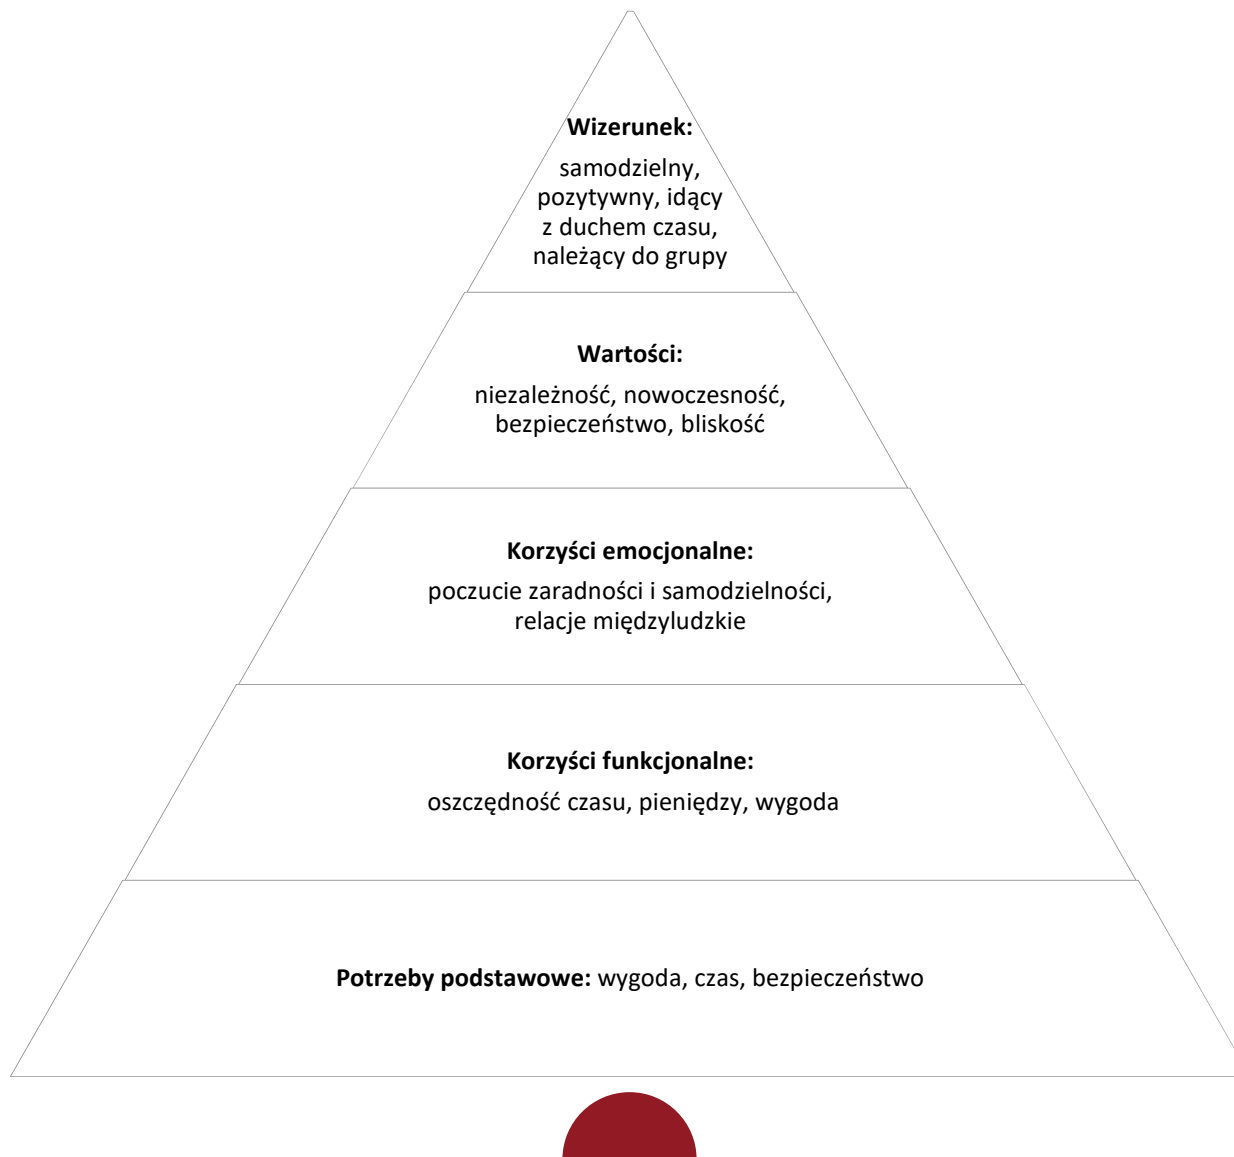 Wizerunek:
samodzielny,
pozytywny, idący
z duchem czasu,
należący do grupy
Wartości:
niezależność, nowoczesność,
bezpieczeństwo, bliskość
Korzyści emocjonalne:
poczucie zaradności i samodzielności,
relacje międzyludzkie
Korzyści funkcjonalne:
oszczędność czasu, pieniędzy, wygoda
Potrzeby podstawowe: wygoda, czas, bezpieczeństwo